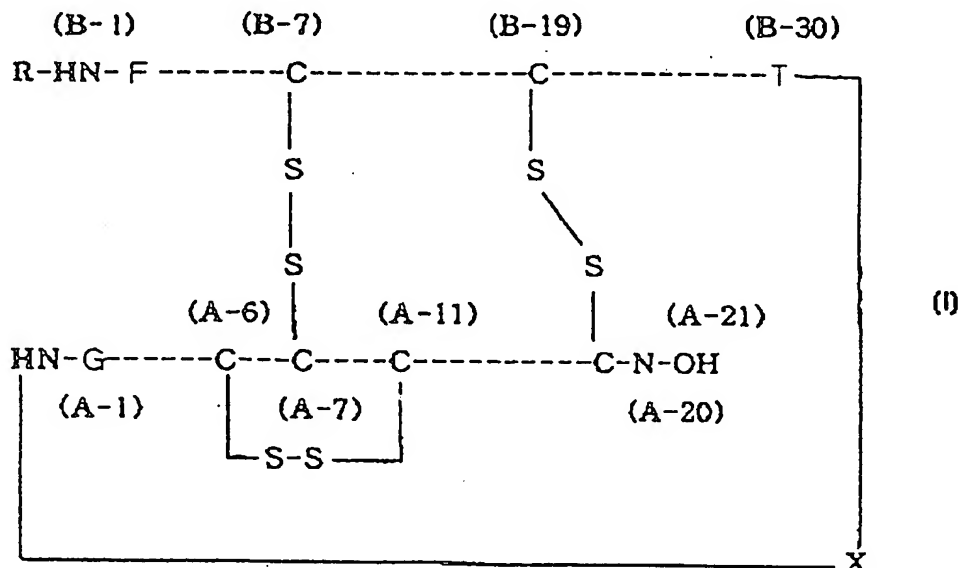 (B-1) (B-7) (B-19) (B-30)
R-HN-F C C T
S S
S S
(A-6) (A-11) (A-21) (I)
HN-G C C C C-N-OH
(A-1) (A-7) (A-20)
S-S
X